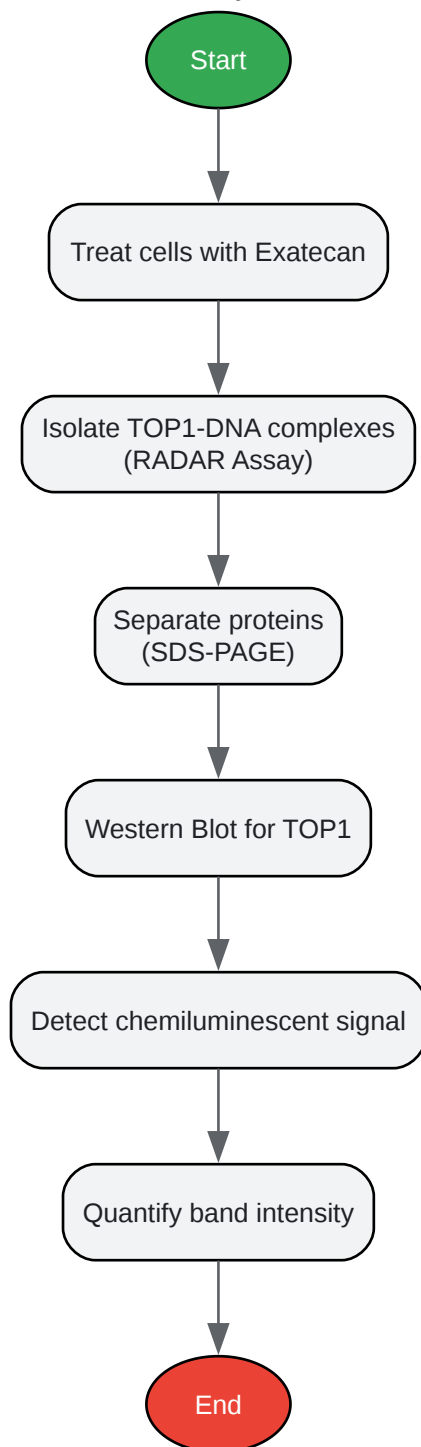 Start
Treat cells with Exatecan
Isolate TOP1-DNA complexes
(RADAR Assay)
Separate proteins
(SDS-PAGE)
Western Blot for TOP1
Detect chemiluminescent signal
Quantify band intensity
End